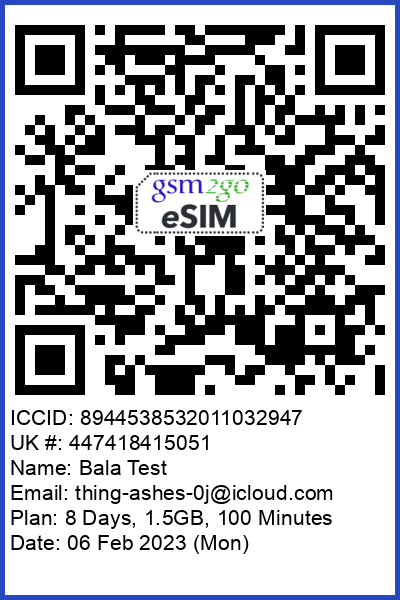 gsm2go
eSIM
ICCID: 8944538532011032947
UK #: 447418415051
Name: Bala Test
Email: thing-ashes-0j@icloud.com
Plan: 8 Days, 1.5GB, 100 Minutes
Date: 06 Feb 2023 (Mon)